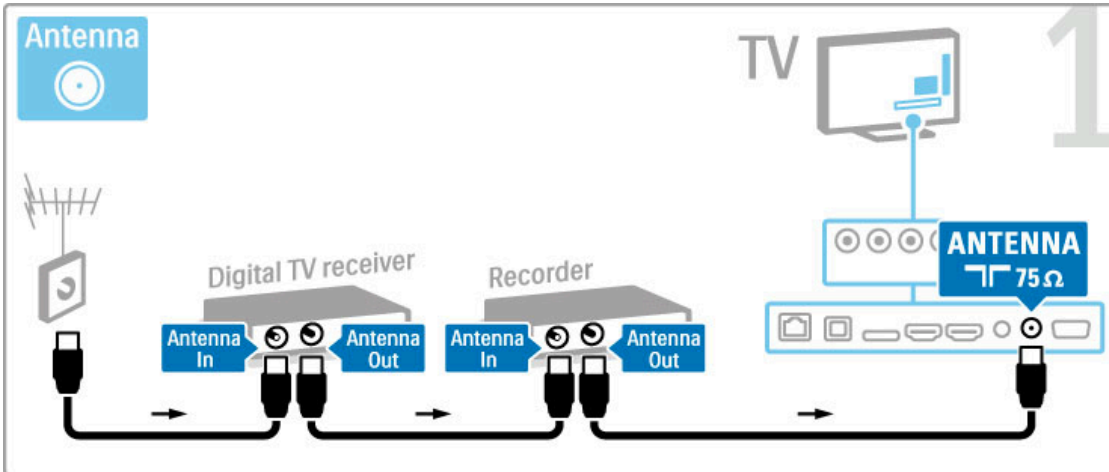 Antenna
TV
1
Digital TV receiver
Recorder
ANTENNA
75 Ω
Antenna
In
Antenna
Out
Antenna
In
Antenna
Out